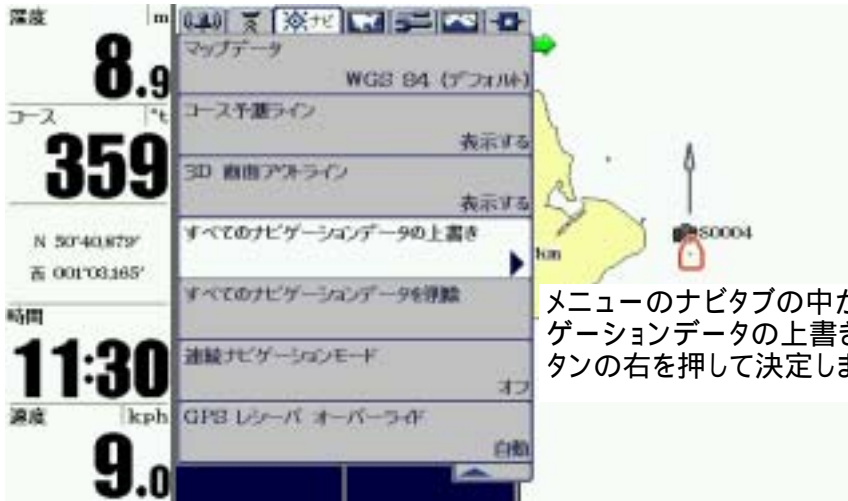 深度 m
8.9
コース °t
359
N 50°40.879'
西 001°03.165'
時間
11:30
速度 kph
9.0
ナビ
マップデータ
WGS 84 (デフォルト)
コース予測ライン
表示する
3D 画面アウトライン
表示する
すべてのナビゲーションデータの上書き
すべてのナビゲーションデータを削除
連続ナビゲーションモード
オフ
GPS レシーバ オーバーライド
自動
km
S0004
メニューのナビタブの中か
ゲーションデータの上書き
タンの右を押して決定しま